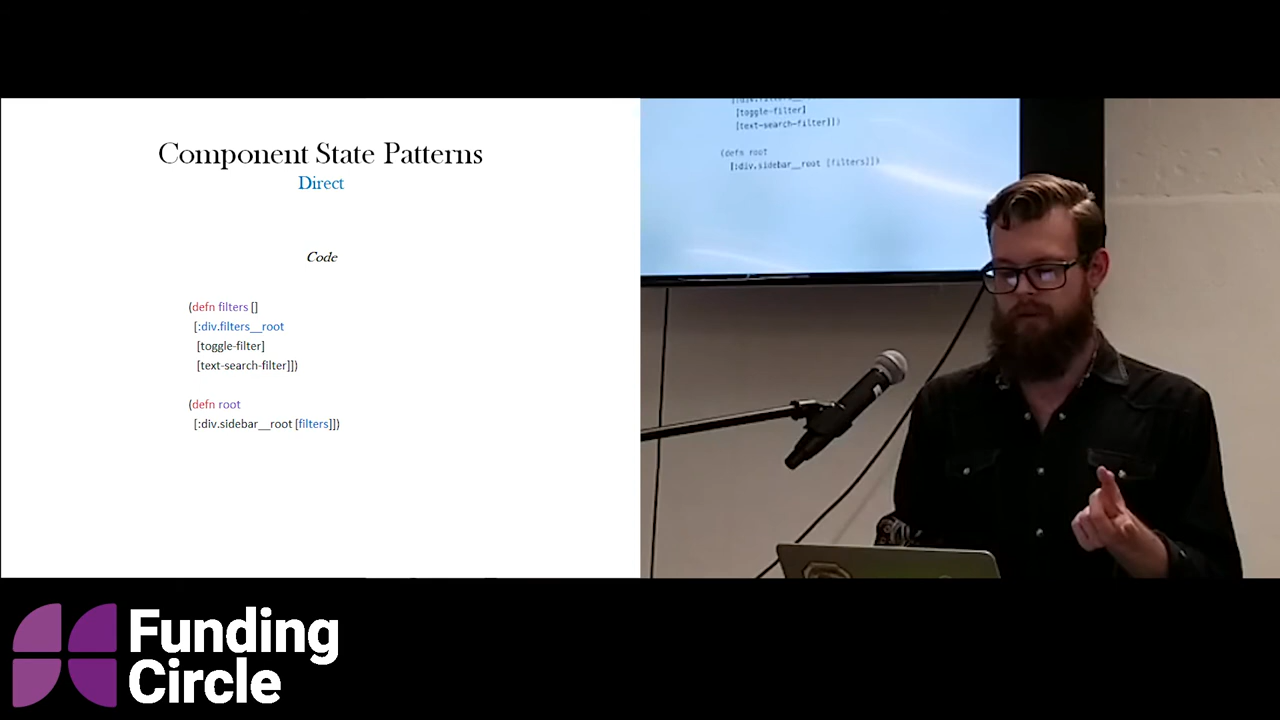 Component State Patterns
Direct
Code
(defn filters []
[:div.filters__root
[toggle-filter]
[text-search-filter]])
(defn root
[:div.sidebar__root [filters]])
[toggle-filter]
[text-search-filter]])
(defn root
[:div.sidebar__root [filters]])
Funding
Circle